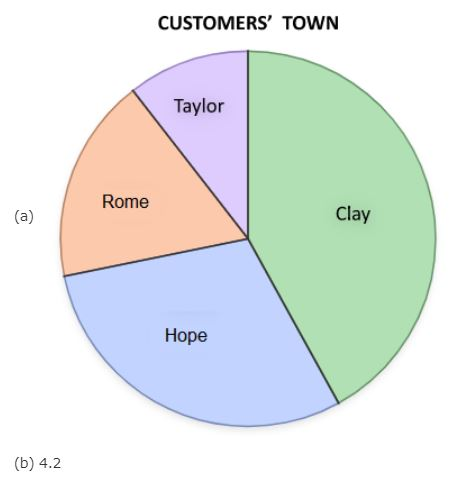 CUSTOMERS’ TOWN
Taylor
Rome
(a)
Clay
Hope
(b) 4.2